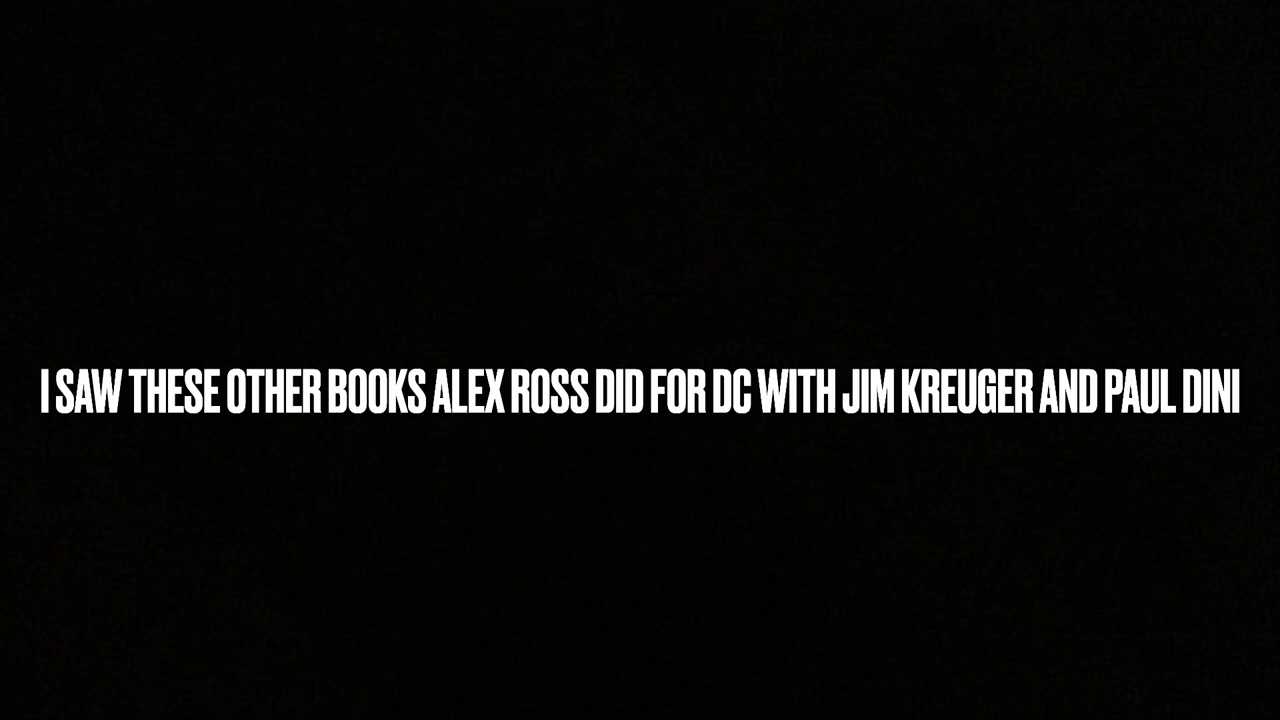 I SAW THESE OTHER BOOKS ALEX ROSS DID FOR DC WITH JIM KREUGER AND PAUL DINI